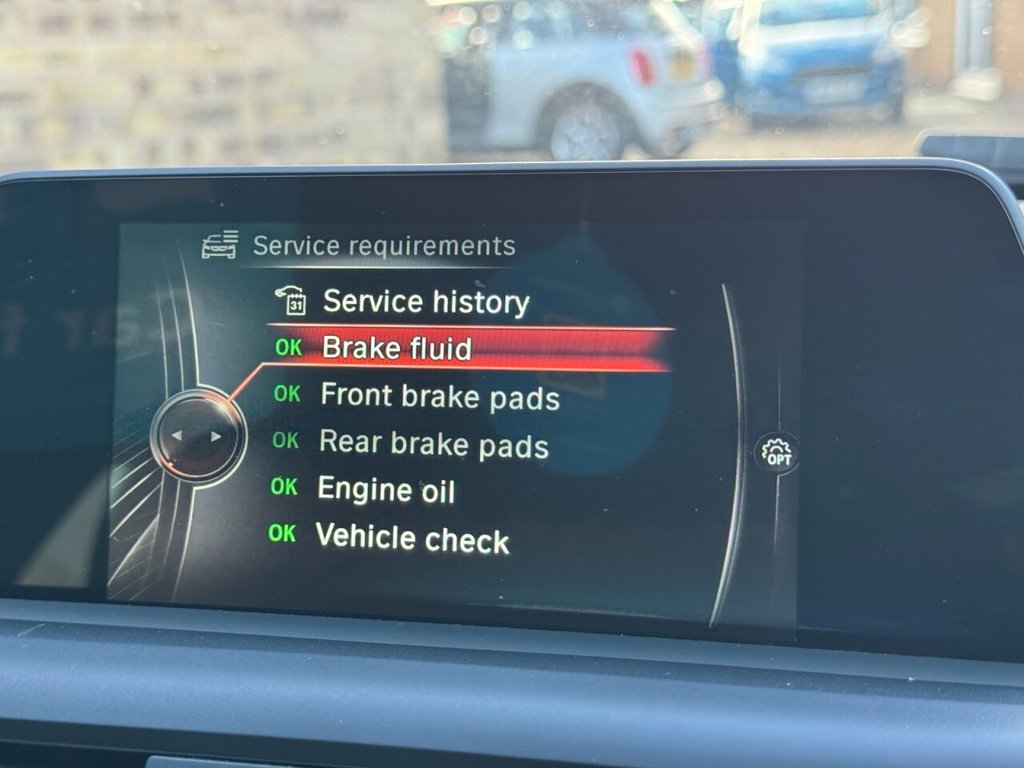 Service requirements
31 Service history
OK Brake fluid
OK Front brake pads
OK Rear brake pads
OK Engine oil
OK Vehicle check
OPT